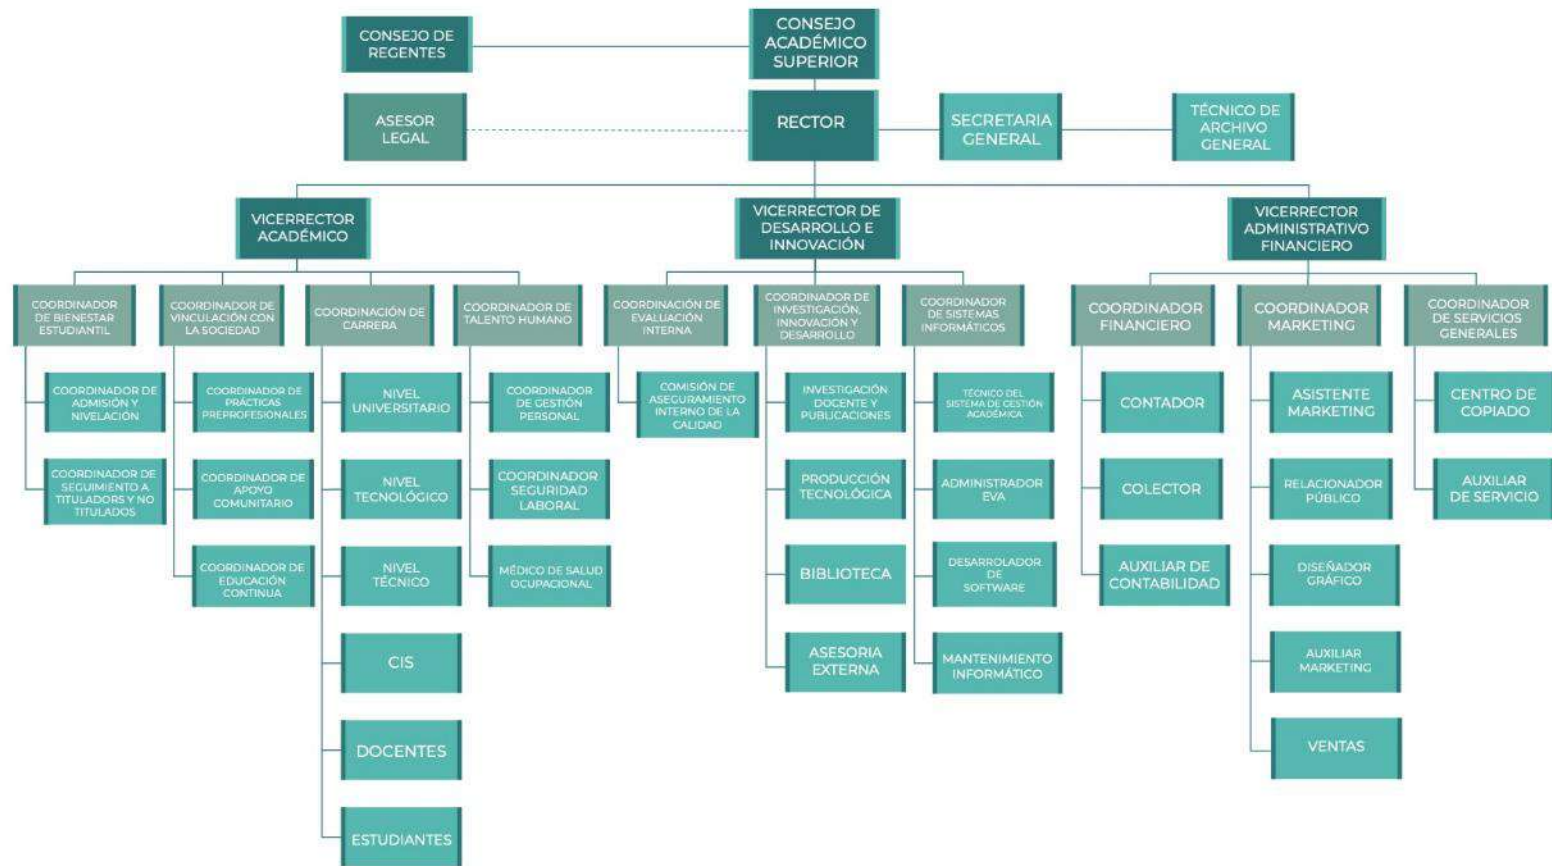 CONSEJO DE
REGENTES
CONSEJO
ACADÉMICO
SUPERIOR
ASESOR
LEGAL
RECTOR
SECRETARIA
GENERAL
TÉCNICO DE
ARCHIVO
GENERAL
VICERRECTOR
ACADÉMICO
VICERRECTOR DE
DESARROLLO E
INNOVACIÓN
VICERRECTOR
ADMINISTRATIVO
FINANCIERO
COORDINADOR
DE BIENESTAR
ESTUDIANTIL
COORDINADOR DE
VINCULACIÓN CON
LA SOCIEDAD
COORDINACIÓN DE
CARRERA
COORDINADOR DE
TALENTO HUMANO
COORDINACIÓN DE
EVALUACIÓN
INTERNA
COORDINADOR DE
INVESTIGACIÓN,
INNOVACIÓN Y
DESARROLLO
COORDINADOR
DE SISTEMAS
INFORMÁTICOS
COORDINADOR
FINANCIERO
COORDINADOR
MARKETING
COORDINADOR
DE SERVICIOS
GENERALES
COORDINADOR DE
ADMISIÓN Y
NIVELACIÓN
COORDINADOR DE
PRÁCTICAS
PREPROFESIONALES
NIVEL
UNIVERSITARIO
COORDINADOR
DE GESTIÓN
PERSONAL
COMISIÓN DE
ASEGURAMIENTO
INTERNO DE LA
CALIDAD
INVESTIGACIÓN
DOCENTE Y
PUBLICACIONES
TÉCNICO DEL
SISTEMA DE GESTIÓN
ACADÉMICA
CONTADOR
ASISTENTE
MARKETING
CENTRO DE
COPIADO
COORDINADOR DE
SEGUIMIENTO A
TITULADORS Y NO
TITULADOS
COORDINADOR DE
APOYO
COMUNITARIO
NIVEL
TECNOLÓGICO
COORDINADOR
SEGURIDAD
LABORAL
PRODUCCIÓN
TECNOLÓGICA
ADMINISTRADOR
EVA
COLECTOR
RELACIONADOR
PÚBLICO
AUXILIAR
DE SERVICIO
COORDINADOR DE
EDUCACIÓN
CONTINUA
NIVEL
TÉCNICO
MÉDICO DE SALUD
OCUPACIONAL
BIBLIOTECA
DESARROLADOR
DE
SOFTWARE
AUXILIAR DE
CONTABILIDAD
DISEÑADOR
GRÁFICO
CIS
ASESORIA
EXTERNA
MANTENIMIENTO
INFORMÁTICO
AUXILIAR
MARKETING
DOCENTES
VENTAS
ESTUDIANTES